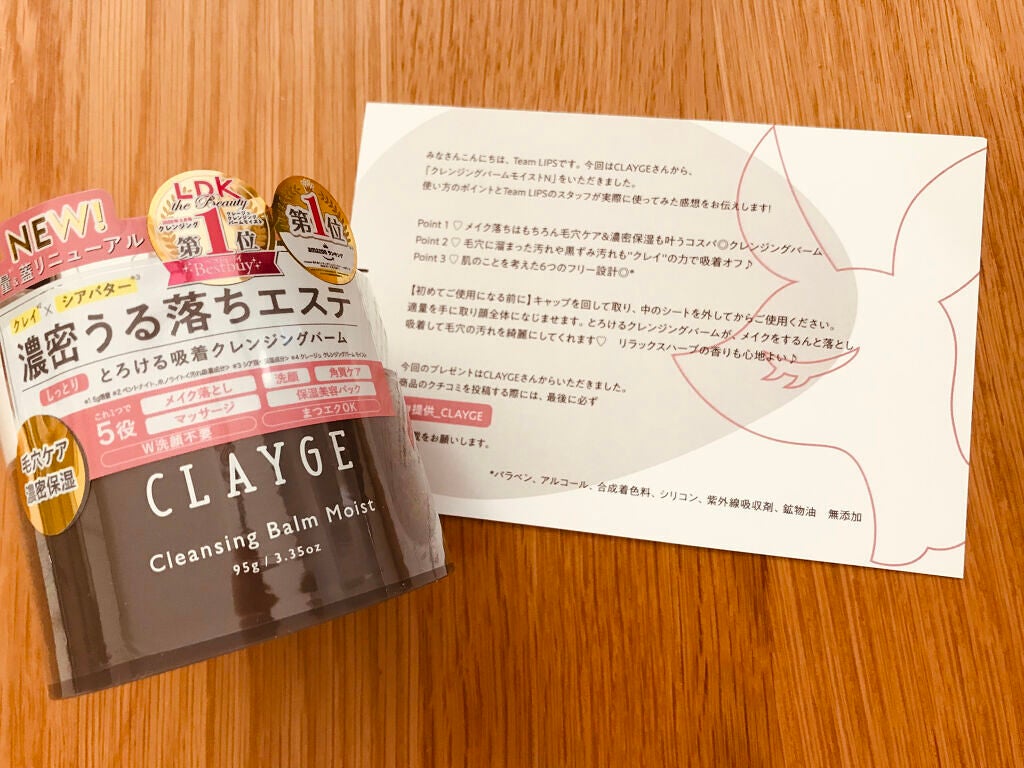 NEW!
量、蓋リニューアル
LDK
the Beauty
クレンジング
第1位
Bestbuy
第1位
amazon
ランキング
クレイ × シアバター
濃密うる落ちエステ
とろける吸着クレンジングバーム
しっとり
これ1つで
5役
メイク落とし
洗顔
角質ケア
マッサージ
保湿美容パック
W洗顔不要
まつエクOK
毛穴ケア
濃密保湿
CLAYGE
Cleansing Balm Moist
95g / 3.35oz
みなさんこんにちは、Team LIPSです。今回はCLAYGEさんから、
「クレンジングバームモイストN」をいただきました。
使い方のポイントとTeam LIPSのスタッフが実際に使ってみた感想をお伝えします!
Point 1 ♡ メイク落ちはもちろん毛穴ケア&濃密保湿も叶うコスパ◎クレンジングバーム
Point 2 ♡ 毛穴に溜まった汚れや黒ずみ汚れも"クレイ"の力で吸着オフ♪
Point 3 ♡ 肌のことを考えた6つのフリー設計◎*
【初めてご使用になる前に】キャップを回して取り、中のシートを外してからご使用ください。
適量を手に取り顔全体になじませます。とろけるクレンジングバームが、メイクをするんと落とし、
吸着して毛穴の汚れを綺麗にしてくれます♡ リラックスハーブの香りも心地よい♪
今回のプレゼントはCLAYGEさんからいただきました。
商品のクチコミを投稿する際には、最後に必ず
#提供_CLAYGE
をお願いします。
*パラベン、アルコール、合成着色料、シリコン、紫外線吸収剤、鉱物油 無添加